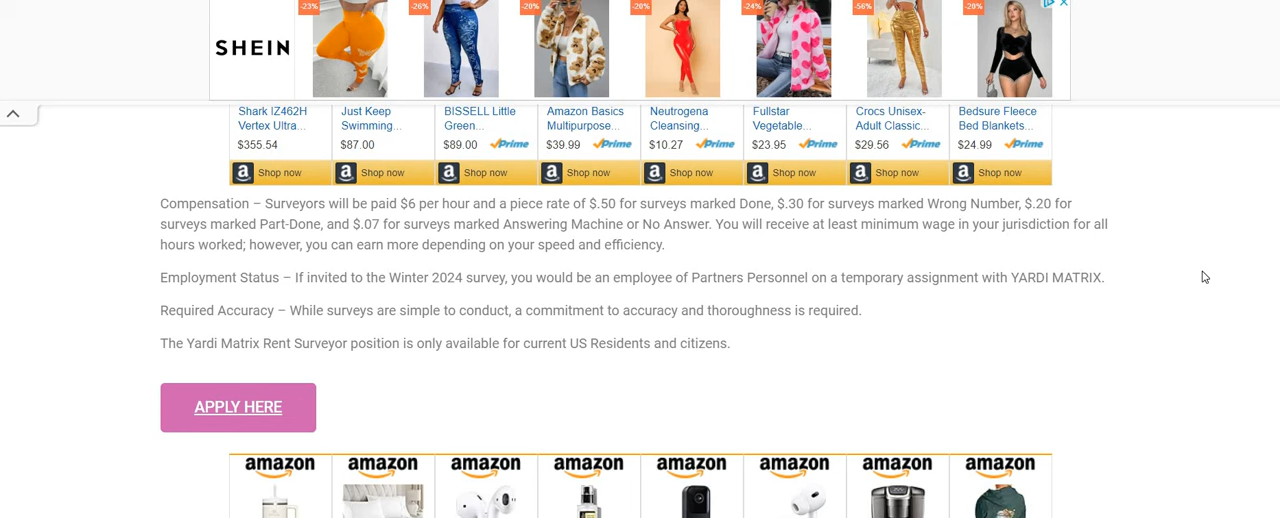 -23% -26% -20% -20% -24% -56% -20%
SHEIN
Shark IZ462H Just Keep BISSELL Little Amazon Basics Neutrogena Fullstar Crocs Unisex- Bedsure Fleece
Vertex Ultra... Swimming... Green... Multipurpose... Cleansing... Vegetable... Adult Classic... Bed Blankets...
$355.54 $87.00 $89.00 Prime $39.99 Prime $10.27 Prime $23.95 Prime $29.56 Prime $24.99 Prime
a Shop now a Shop now a Shop now a Shop now a Shop now a Shop now a Shop now a Shop now
Compensation – Surveyors will be paid $6 per hour and a piece rate of $.50 for surveys marked Done, $.30 for surveys marked Wrong Number, $.20 for
surveys marked Part-Done, and $.07 for surveys marked Answering Machine or No Answer. You will receive at least minimum wage in your jurisdiction for all
hours worked; however, you can earn more depending on your speed and efficiency.
Employment Status – If invited to the Winter 2024 survey, you would be an employee of Partners Personnel on a temporary assignment with YARDI MATRIX.
Required Accuracy – While surveys are simple to conduct, a commitment to accuracy and thoroughness is required.
The Yardi Matrix Rent Surveyor position is only available for current US Residents and citizens.
APPLY HERE
amazon amazon amazon amazon amazon amazon amazon amazon